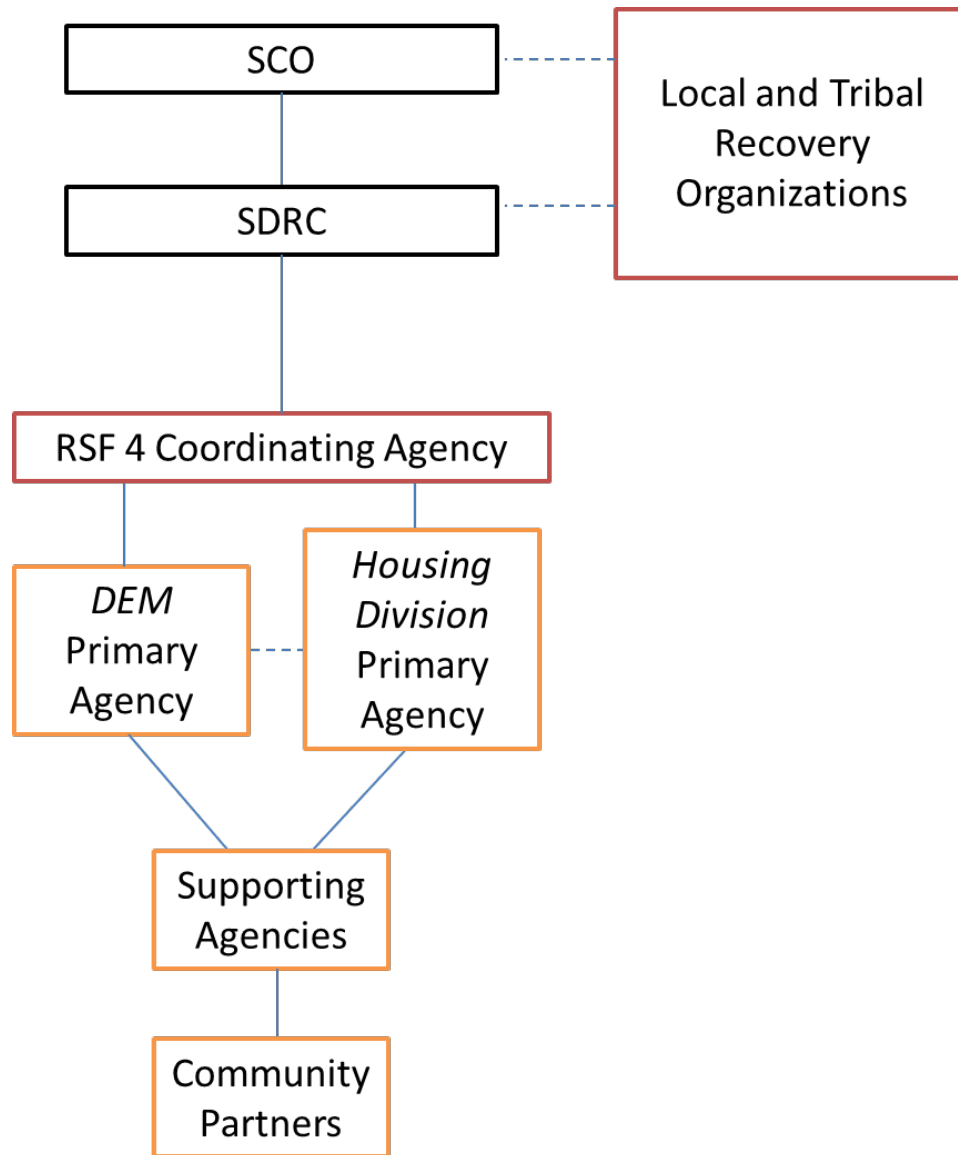 SCO
Local and Tribal
Recovery
Organizations
SDRC
RSF 4 Coordinating Agency
DEM
Primary
Agency
Housing
Division
Primary
Agency
Supporting
Agencies
Community
Partners